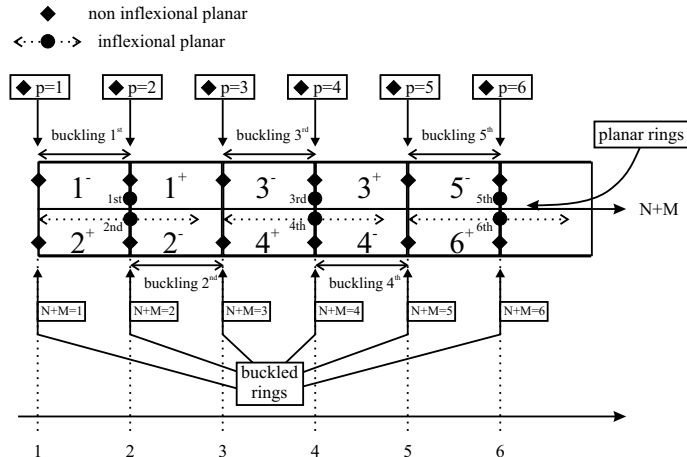 non inflexional planar
inflexional planar
p=1 p=2 p=3 p=4 p=5 p=6
buckling 1st buckling 3rd buckling 5th
planar rings
1- 1+ 3- 3+ 5-
1st 3rd 5th
N+M
2nd 4th 6th
2+ 2- 4+ 4- 6+
buckling 2nd buckling 4th
N+M=1 N+M=2 N+M=3 N+M=4 N+M=5 N+M=6
buckled
rings
1 2 3 4 5 6